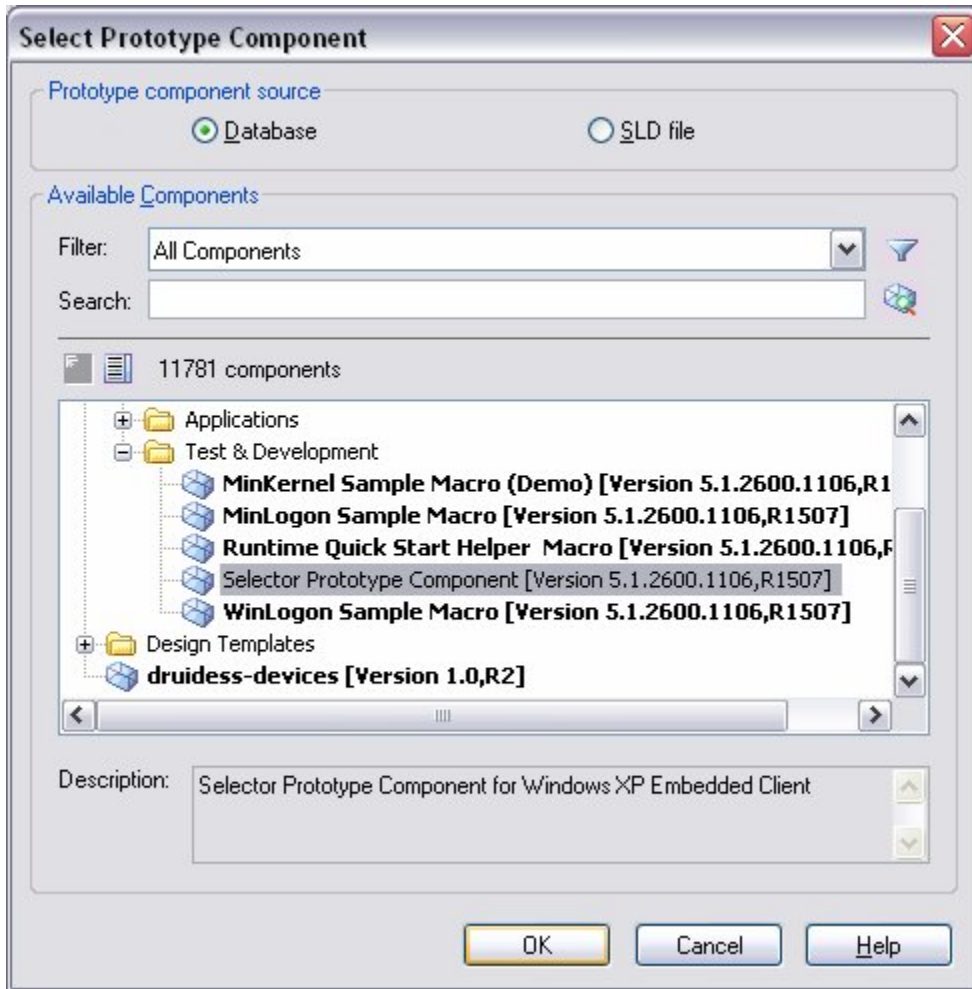 Select Prototype Component
Prototype component source
Database
SLD file
Available Components
Filter:
All Components
Search:
11781 components
Applications
Test & Development
MinKernel Sample Macro (Demo) [Version 5.1.2600.1106,R1
MinLogon Sample Macro [Version 5.1.2600.1106,R1507]
Runtime Quick Start Helper Macro [Version 5.1.2600.1106,R
Selector Prototype Component [Version 5.1.2600.1106,R1507]
WinLogon Sample Macro [Version 5.1.2600.1106,R1507]
Design Templates
druidess-devices [Version 1.0,R2]
Description:
Selector Prototype Component for Windows XP Embedded Client
OK
Cancel
Help